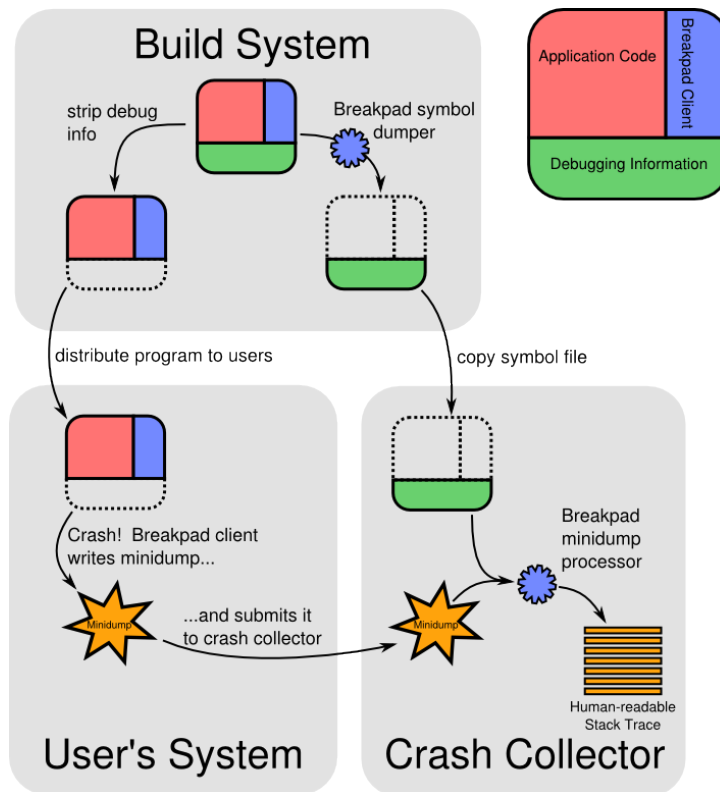 Build System
strip debug
info
Breakpad symbol
dumper
Application Code
Breakpad Client
Debugging Information
distribute program to users
copy symbol file
Crash!  Breakpad client
writes minidump...
Minidump
...and submits it
to crash collector
Minidump
Breakpad
minidump
processor
Human-readable
Stack Trace
User's System
Crash Collector